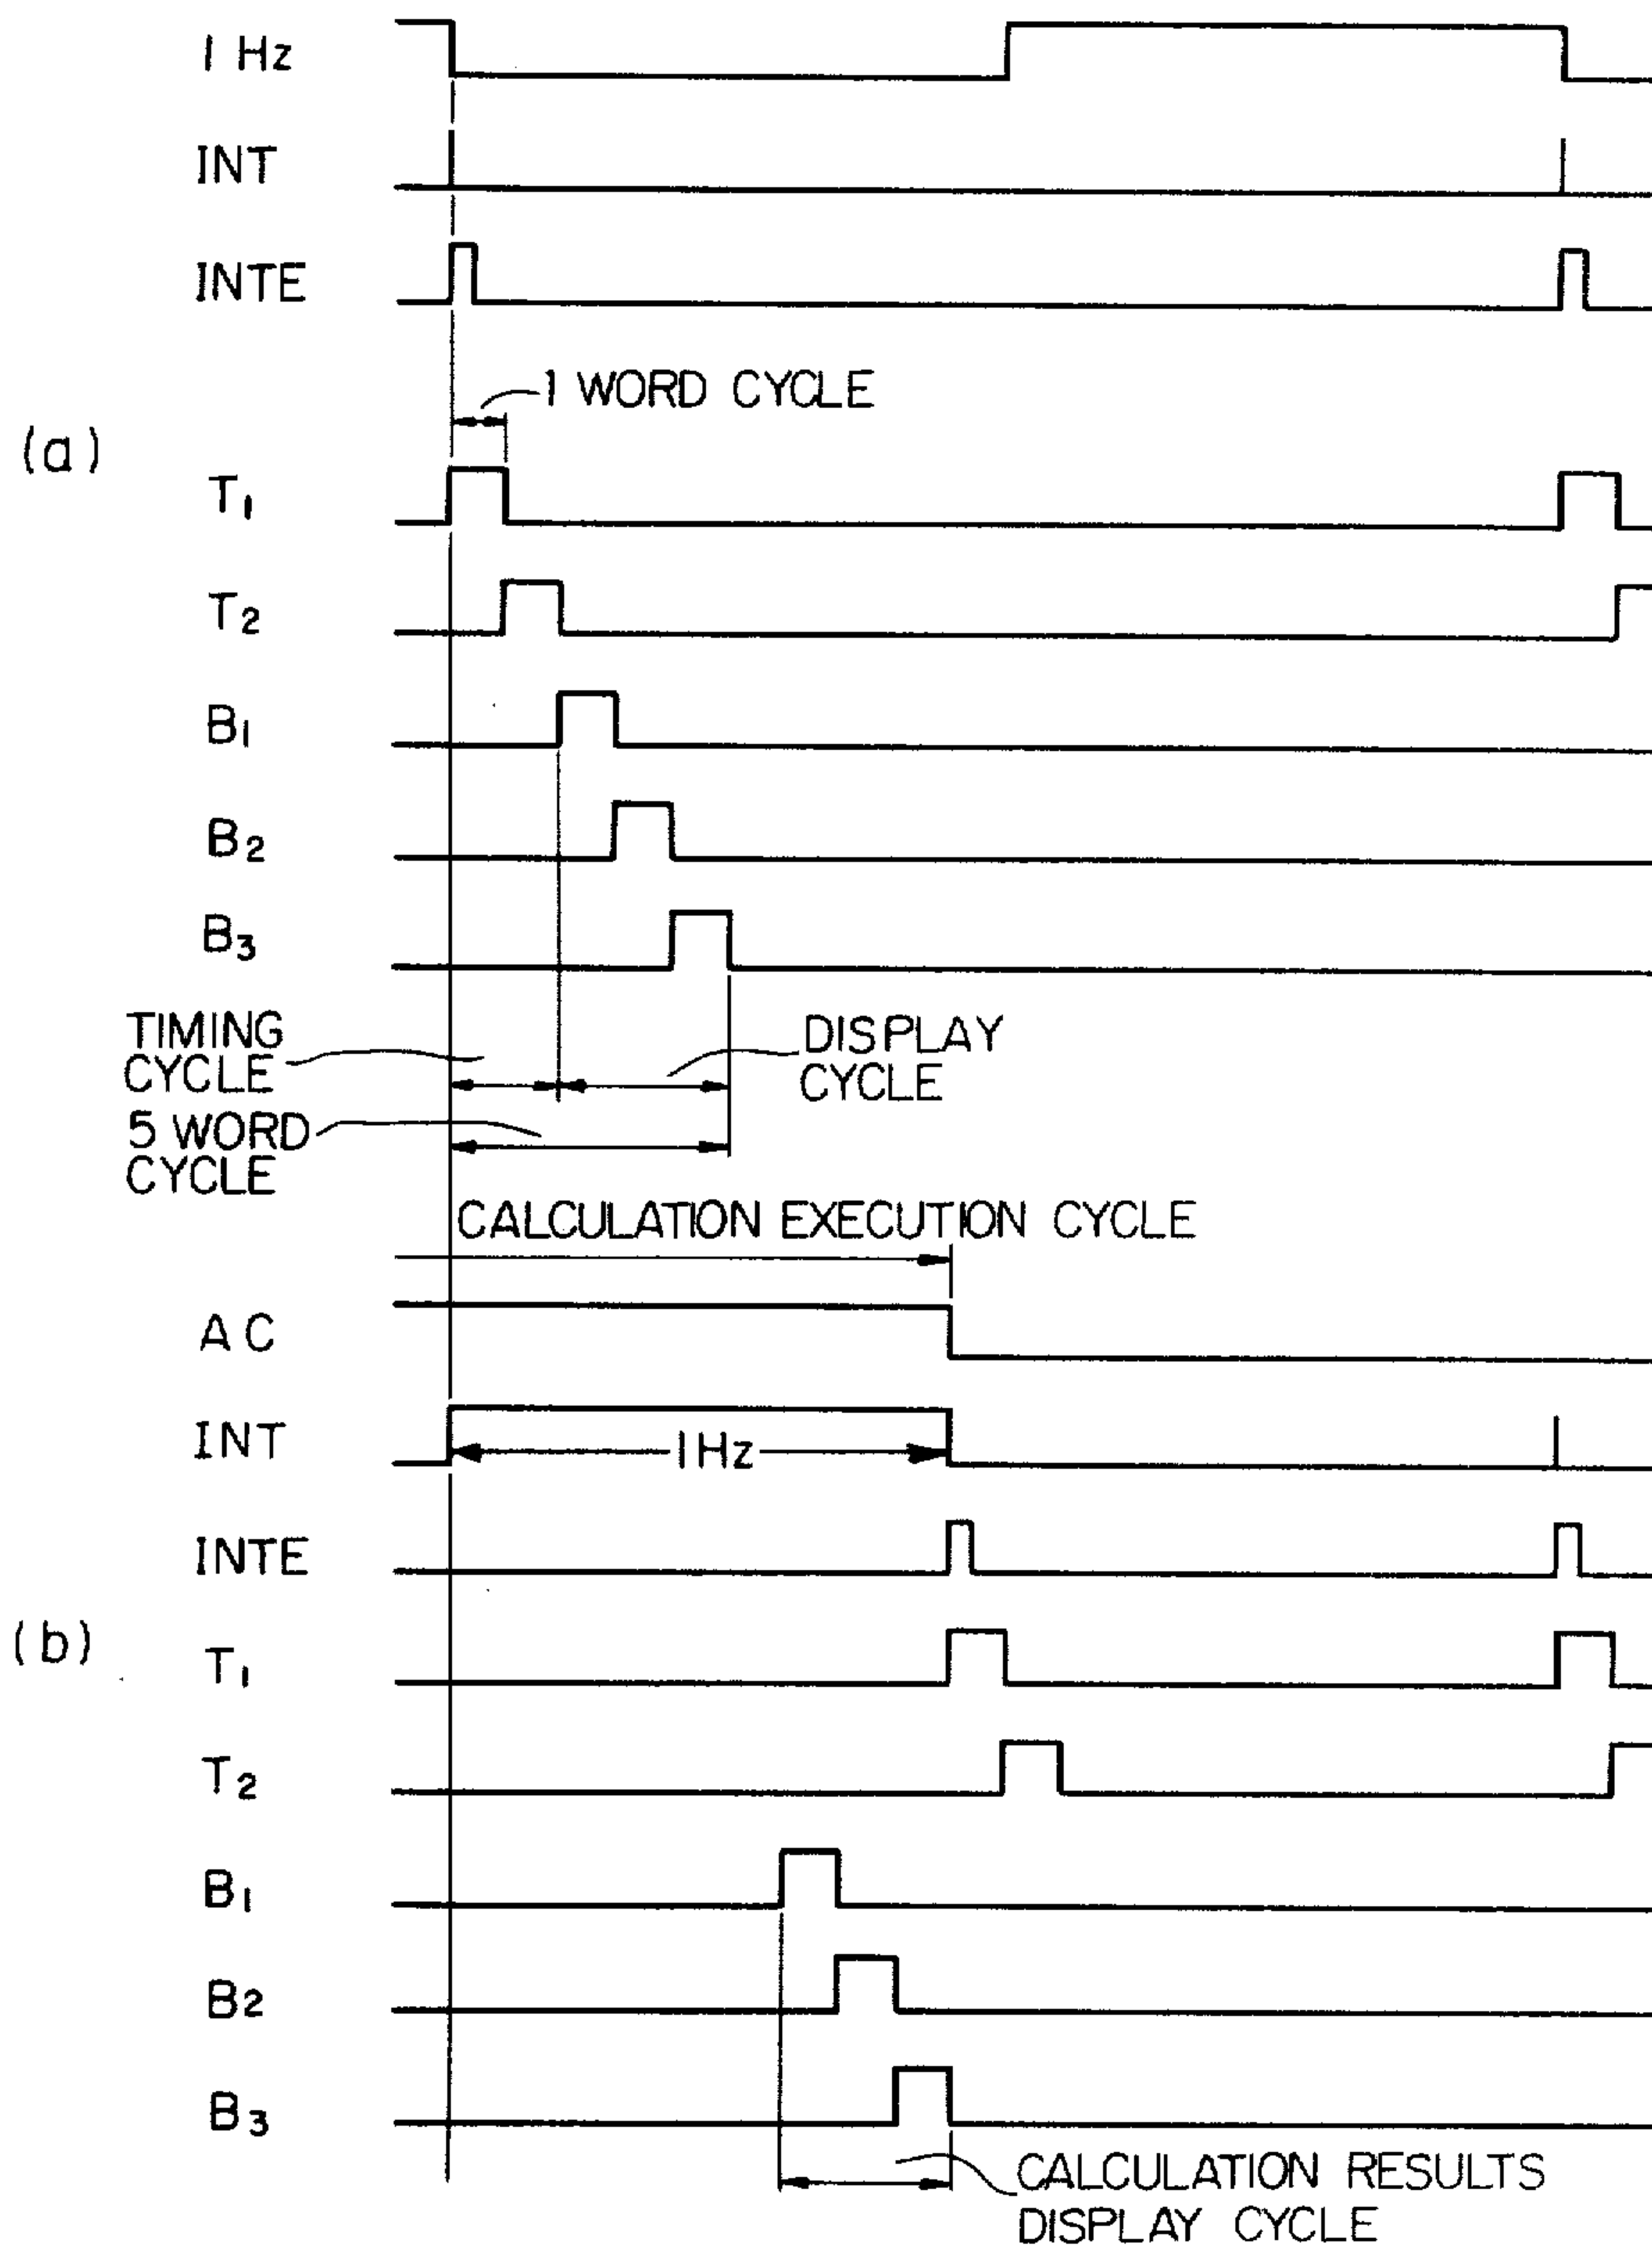 1 Hz
INT
INTE
1 WORD CYCLE
(a)
T1
T2
B1
B2
B3
TIMING
CYCLE
DISPLAY
CYCLE
5 WORD
CYCLE
CALCULATION EXECUTION CYCLE
AC
INT
1Hz
INTE
(b)
T1
T2
B1
B2
B3
CALCULATION RESULTS
DISPLAY CYCLE